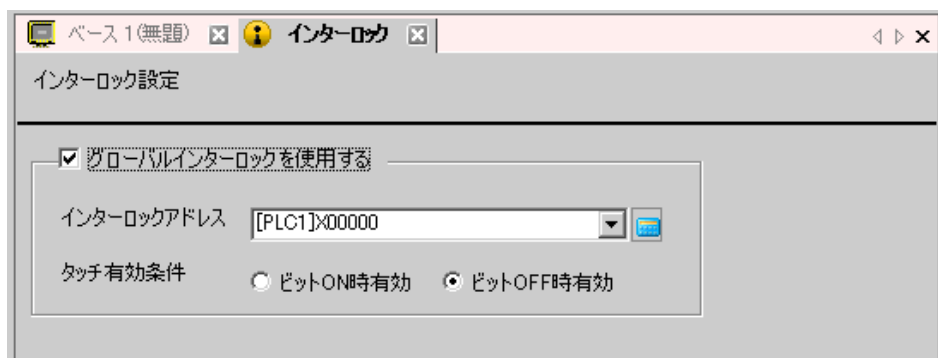 ベース 1(無題) インターロック
インターロック設定
グローバルインターロックを使用する
インターロックアドレス [PLC1]X00000
タッチ有効条件 ビットON時有効 ビットOFF時有効